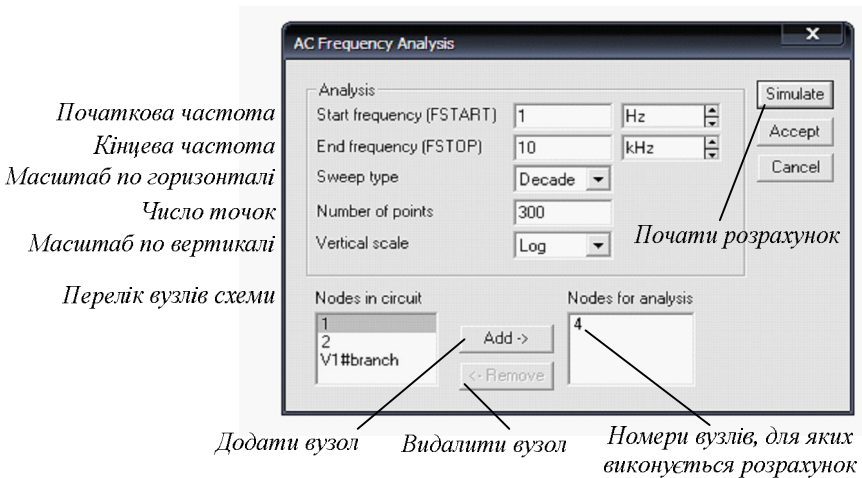 AC Frequency Analysis
X
Analysis
Початкова частота
Start frequency (FSTART)
1
Hz
Simulate
Кінцева частота
End frequency (FSTOP)
10
kHz
Accept
Масштаб по горизонталі
Sweep type
Decade
Cancel
Число точок
Number of points
300
Масштаб по вертикалі
Vertical scale
Log
Почати розрахунок
Перелік вузлів схеми
Nodes in circuit
Nodes for analysis
1
2
V1#branch
Add ->
<- Remove
4
Додати вузол
Видалити вузол
Номери вузлів, для яких
виконується розрахунок